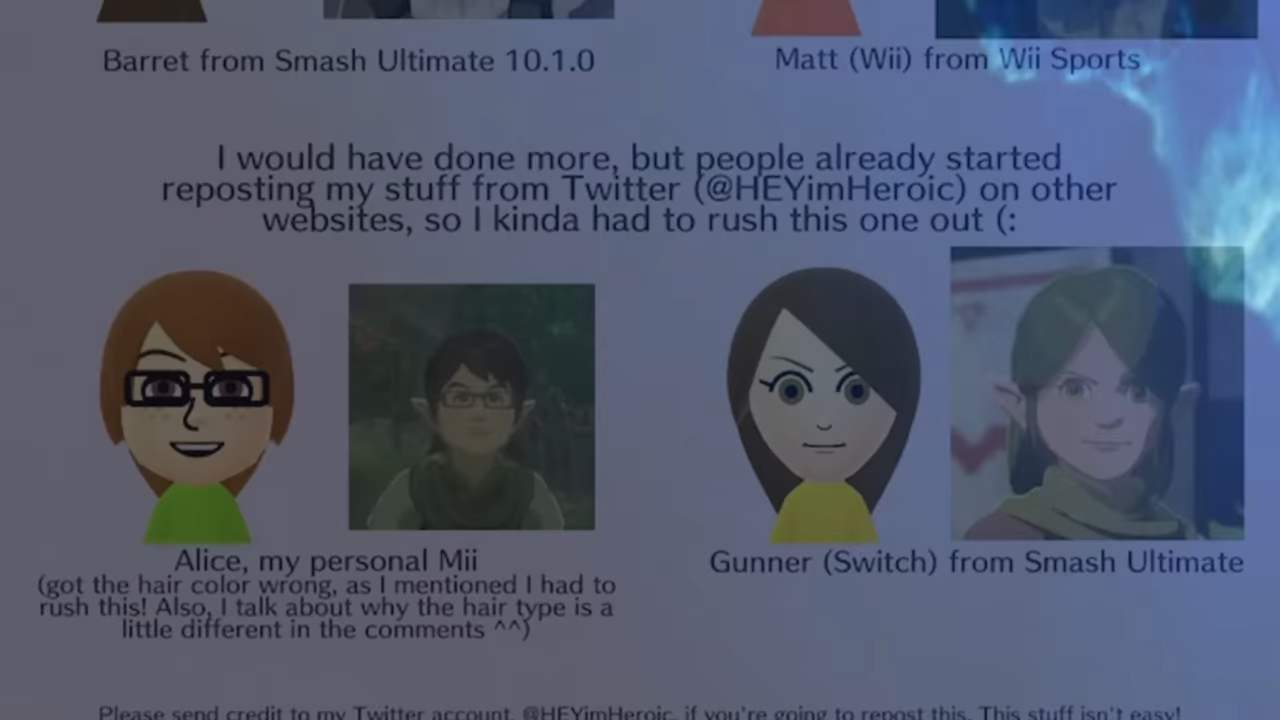 Barret from Smash Ultimate 10.1.0
Matt (Wii) from Wii Sports
I would have done more, but people already started
reposting my stuff from Twitter (@HEYimHeroic) on other
websites, so I kinda had to rush this one out (:
Alice, my personal Mii
(got the hair color wrong, as I mentioned I had to
rush this! Also, I talk about why the hair type is a
little different in the comments ^^)
Gunner (Switch) from Smash Ultimate
Please send credit to my Twitter account, @HEYimHeroic, if you're going to repost this. This stuff isn't easy!